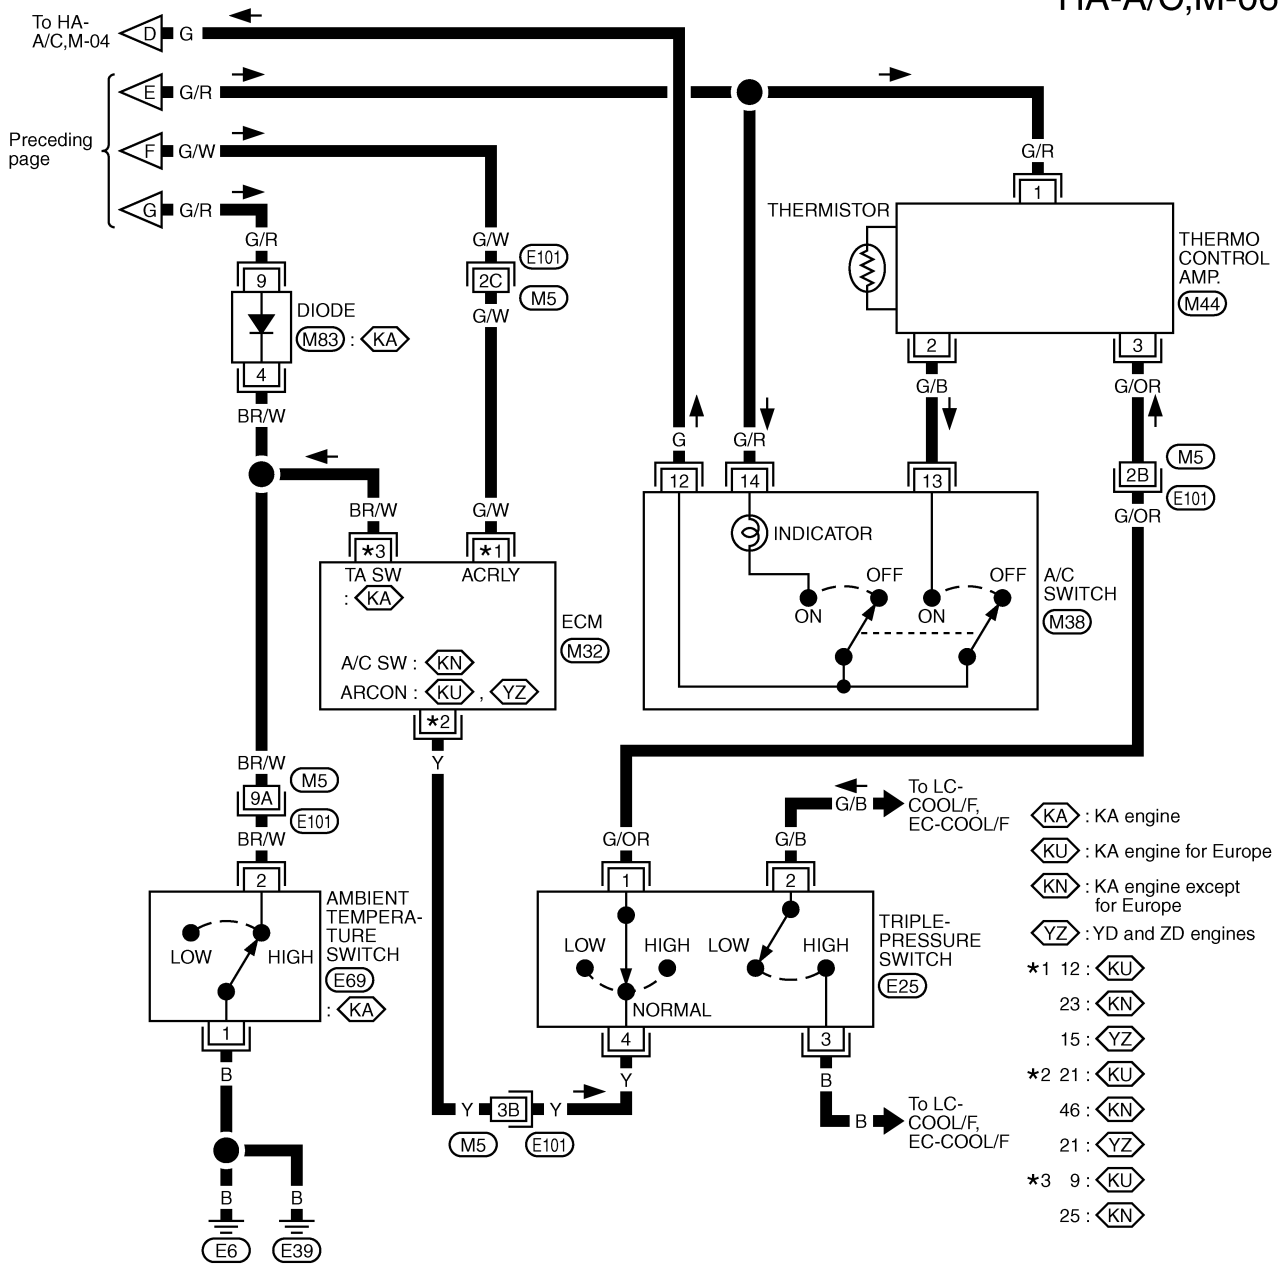 HA-A/C,M-06
To HA-
A/C,M-04
D G
E G/R
Preceding
page
F G/W
G G/R
G/R
G/R
1
THERMISTOR
THERMO
CONTROL
AMP.
M44
G/W
E101
2C
M5
G/W
9
DIODE
M83 : KA
4
BR/W
2
3
G/B
G/OR
G
G/R
12
14
13
M5
2B
E101
G/OR
BR/W
G/W
*3
*1
TA SW
ACRLY
: KA
INDICATOR
OFF
OFF
ON
ON
A/C
SWITCH
M38
ECM
M32
A/C SW : KN
ARCON : KU , YZ
*2
Y
BR/W
M5
9A
E101
BR/W
2
AMBIENT
TEMPERA-
TURE
SWITCH
E69
: KA
LOW
HIGH
1
B
B
B
E6
E39
G/OR
G/B
G/B
To LC-
COOL/F,
EC-COOL/F
1
2
LOW
HIGH
LOW
HIGH
NORMAL
TRIPLE-
PRESSURE
SWITCH
E25
4
3
Y
B
Y 3B Y
M5
E101
B
To LC-
COOL/F,
EC-COOL/F
KA : KA engine
KU : KA engine for Europe
KN : KA engine except
for Europe
YZ : YD and ZD engines
*1 12 : KU
23 : KN
15 : YZ
*2 21 : KU
46 : KN
21 : YZ
*3 9 : KU
25 : KN